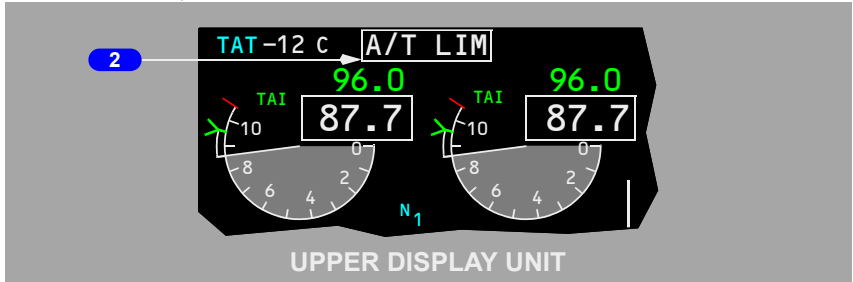 TAT -12 C A/T LIM
2
96.0 96.0
TAI TAI
87.7 87.7
10 10
0 0
8 8
2 2
6 6
4 4
N1
UPPER DISPLAY UNIT